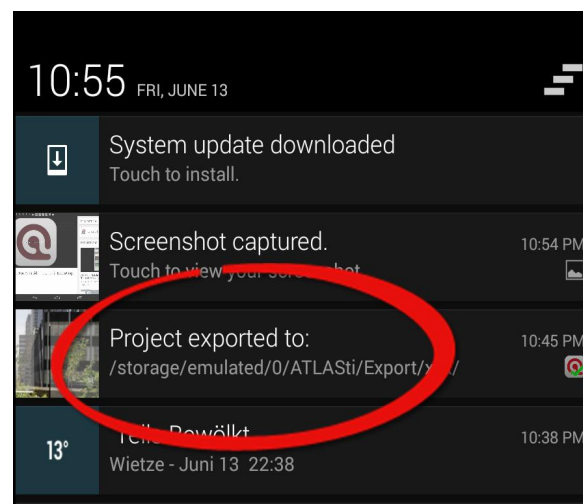 10:55 FRI, JUNE 13
System update downloaded
Touch to install.
Screenshot captured.
10:54 PM
Touch to view your screenshot.
Project exported to:
10:45 PM
/storage/emulated/0/ATLASti/Export/
Teils Bewölkt
10:38 PM
13°
Wietze - Juni 13 22:38